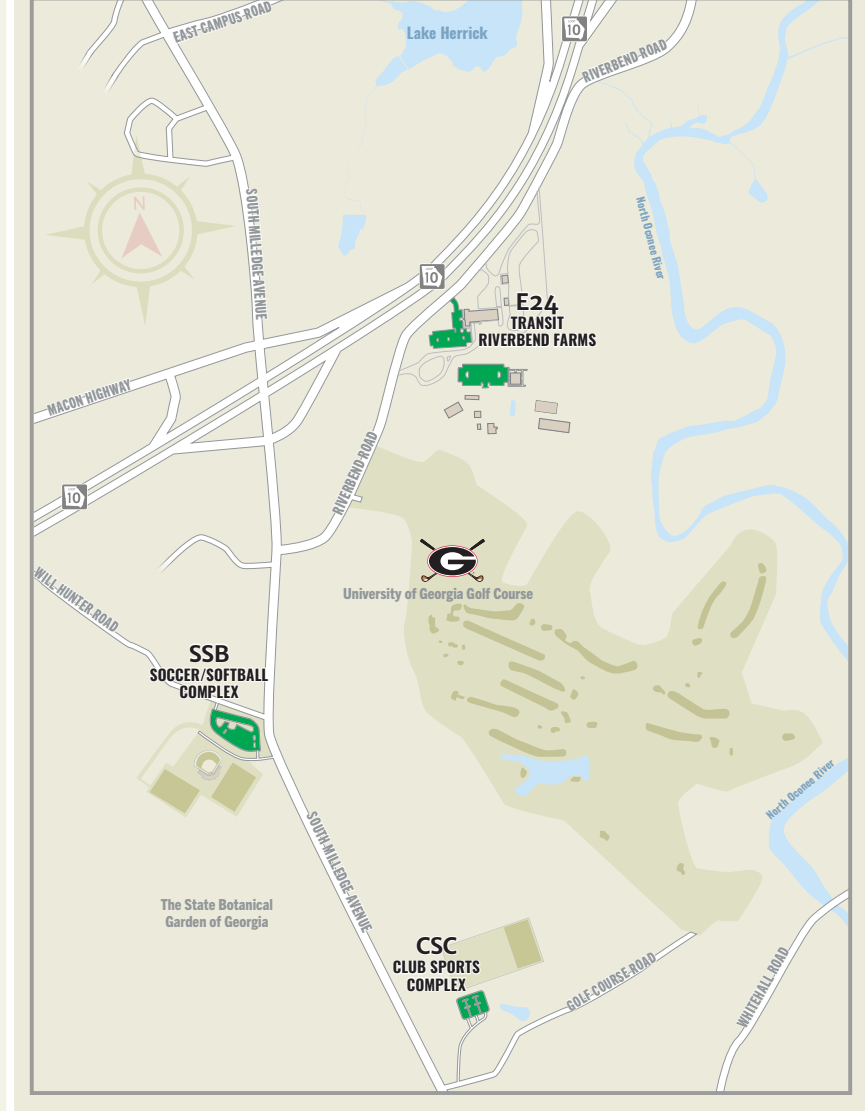 EAST CAMPUS ROAD
Lake Herrick
LOOP
10
RIVERBEND ROAD
N
SOUTH MILLEDGE AVENUE
North Oconee River
LOOP
10
E24
TRANSIT
RIVERBEND FARMS
MACON HIGHWAY
LOOP
10
RIVERBEND ROAD
G
University of Georgia Golf Course
WILL HUNTER ROAD
SSB
SOCCER/SOFTBALL
COMPLEX
North Oconee River
SOUTH MILLEDGE AVENUE
The State Botanical
Garden of Georgia
CSC
CLUB SPORTS
COMPLEX
GOLF COURSE ROAD
WHITEHALL ROAD